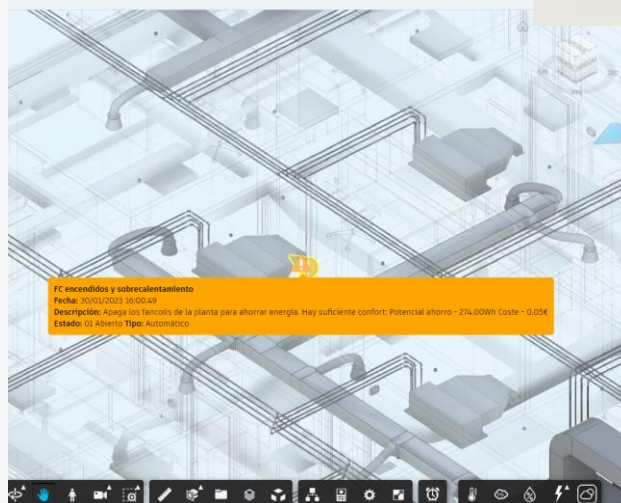 FC encendidos y sobrecalentamiento
Fecha: 30/01/2023 16:00:49
Descripción: Apaga los fancoils de la planta para ahorrar energía. Hay suficiente confort: Potencial ahorro - 274.00Wh Coste - 0.05€
Estado: 01 Abierto Tipo: Automático